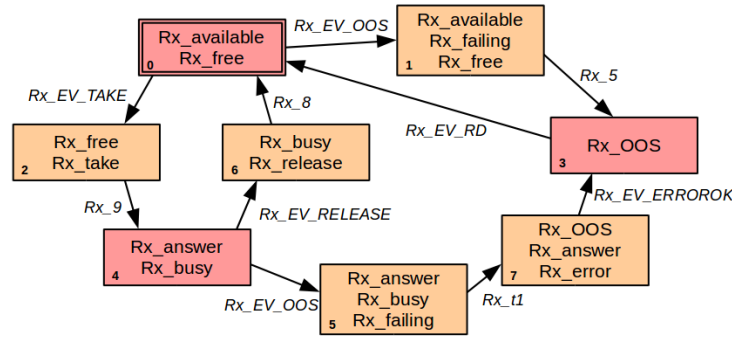 Rx_available
Rx_free
0
Rx_EV_OOS
Rx_available
Rx_failing
Rx_free
1
Rx_5
Rx_EV_TAKE
Rx_8
Rx_EV_RD
Rx_free
Rx_take
2
Rx_busy
Rx_release
6
Rx_OOS
3
Rx_9
Rx_EV_RELEASE
Rx_EV_ERROROK
Rx_answer
Rx_busy
4
Rx_OOS
Rx_answer
Rx_error
7
Rx_EV_OOS
Rx_answer
Rx_busy
Rx_failing
5
Rx_t1